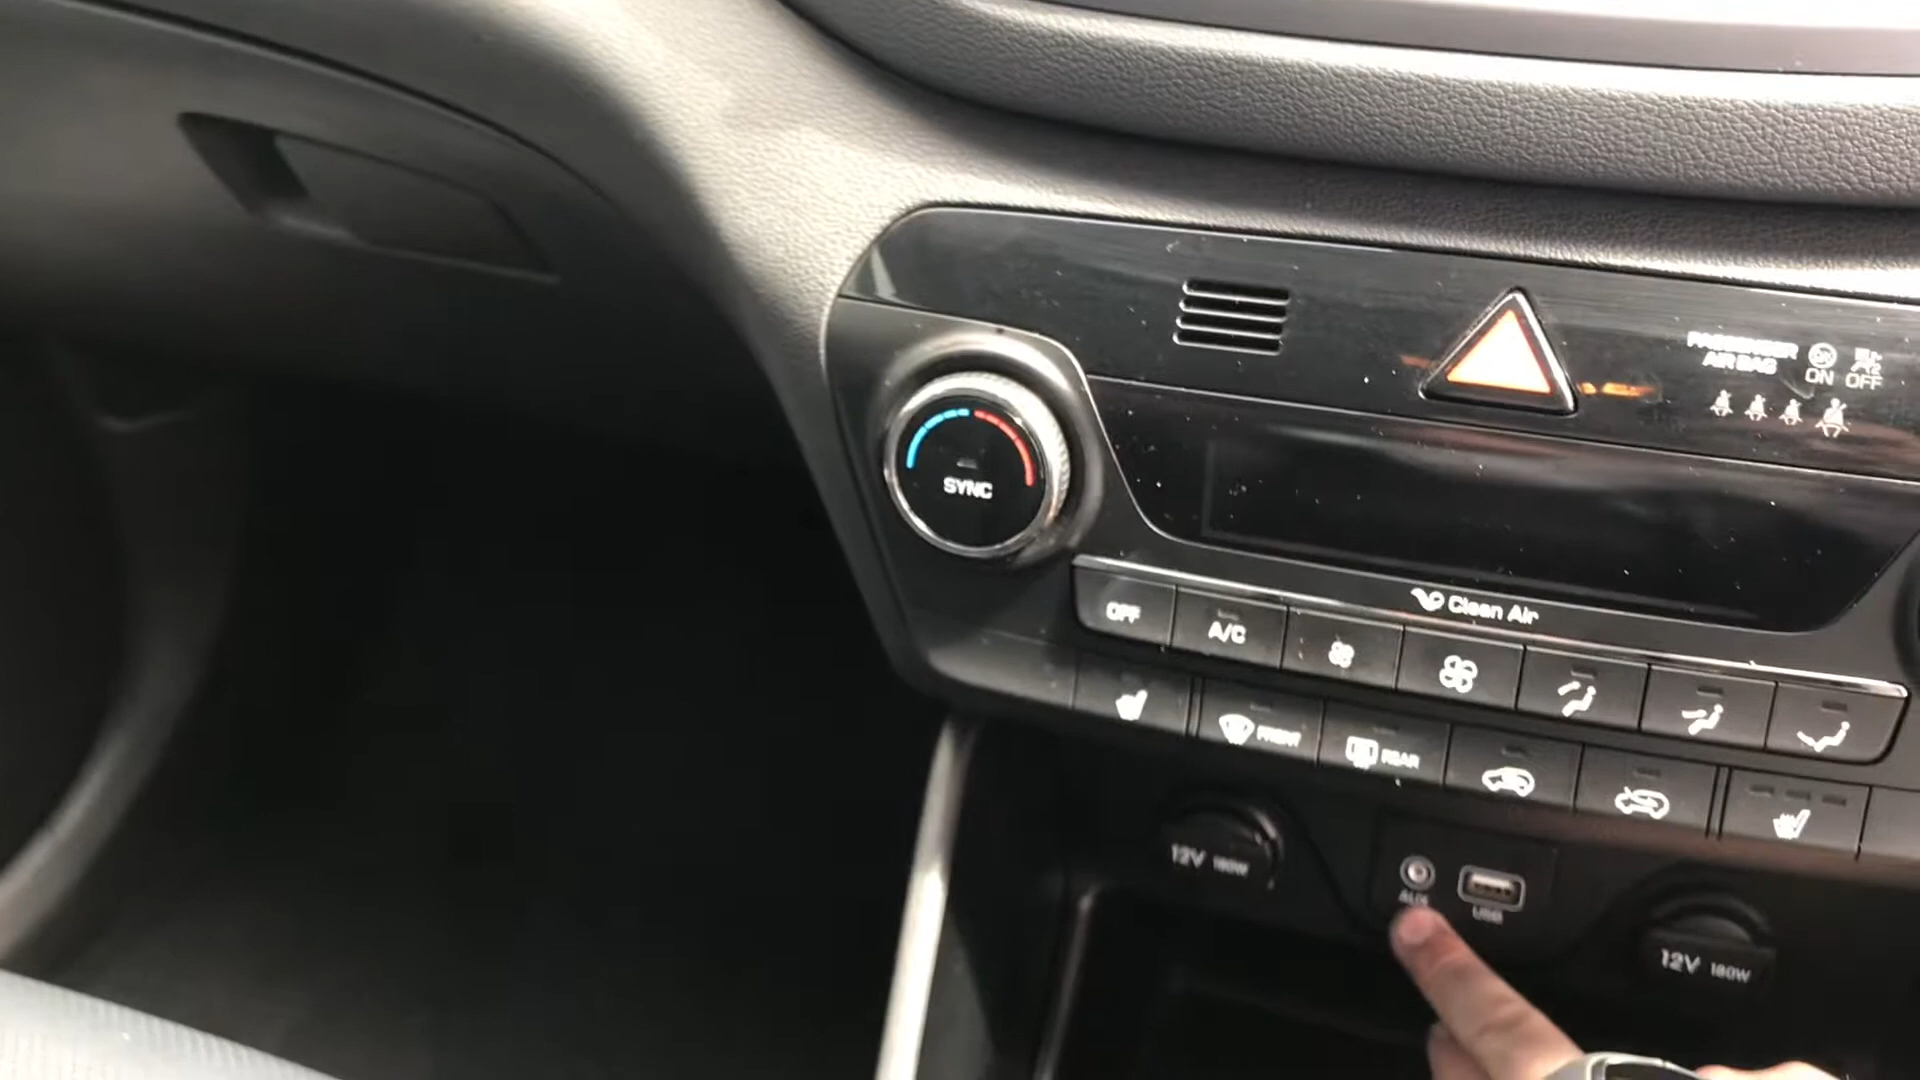 PASSENGER
AIR BAG
ON OFF
SYNC
Clean Air
OFF
A/C
FRONT
REAR
12V 180W
AUX
USB
12V 180W